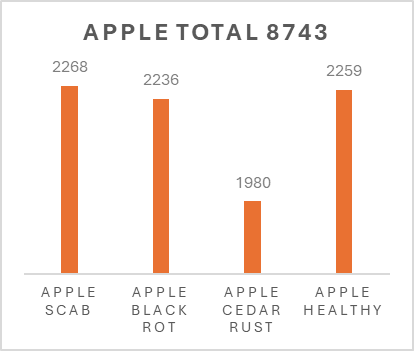 APPLE TOTAL 8743
2268
2236
1980
2259
APPLE
SCAB
APPLE
BLACK
ROT
APPLE
CEDAR
RUST
APPLE
HEALTHY